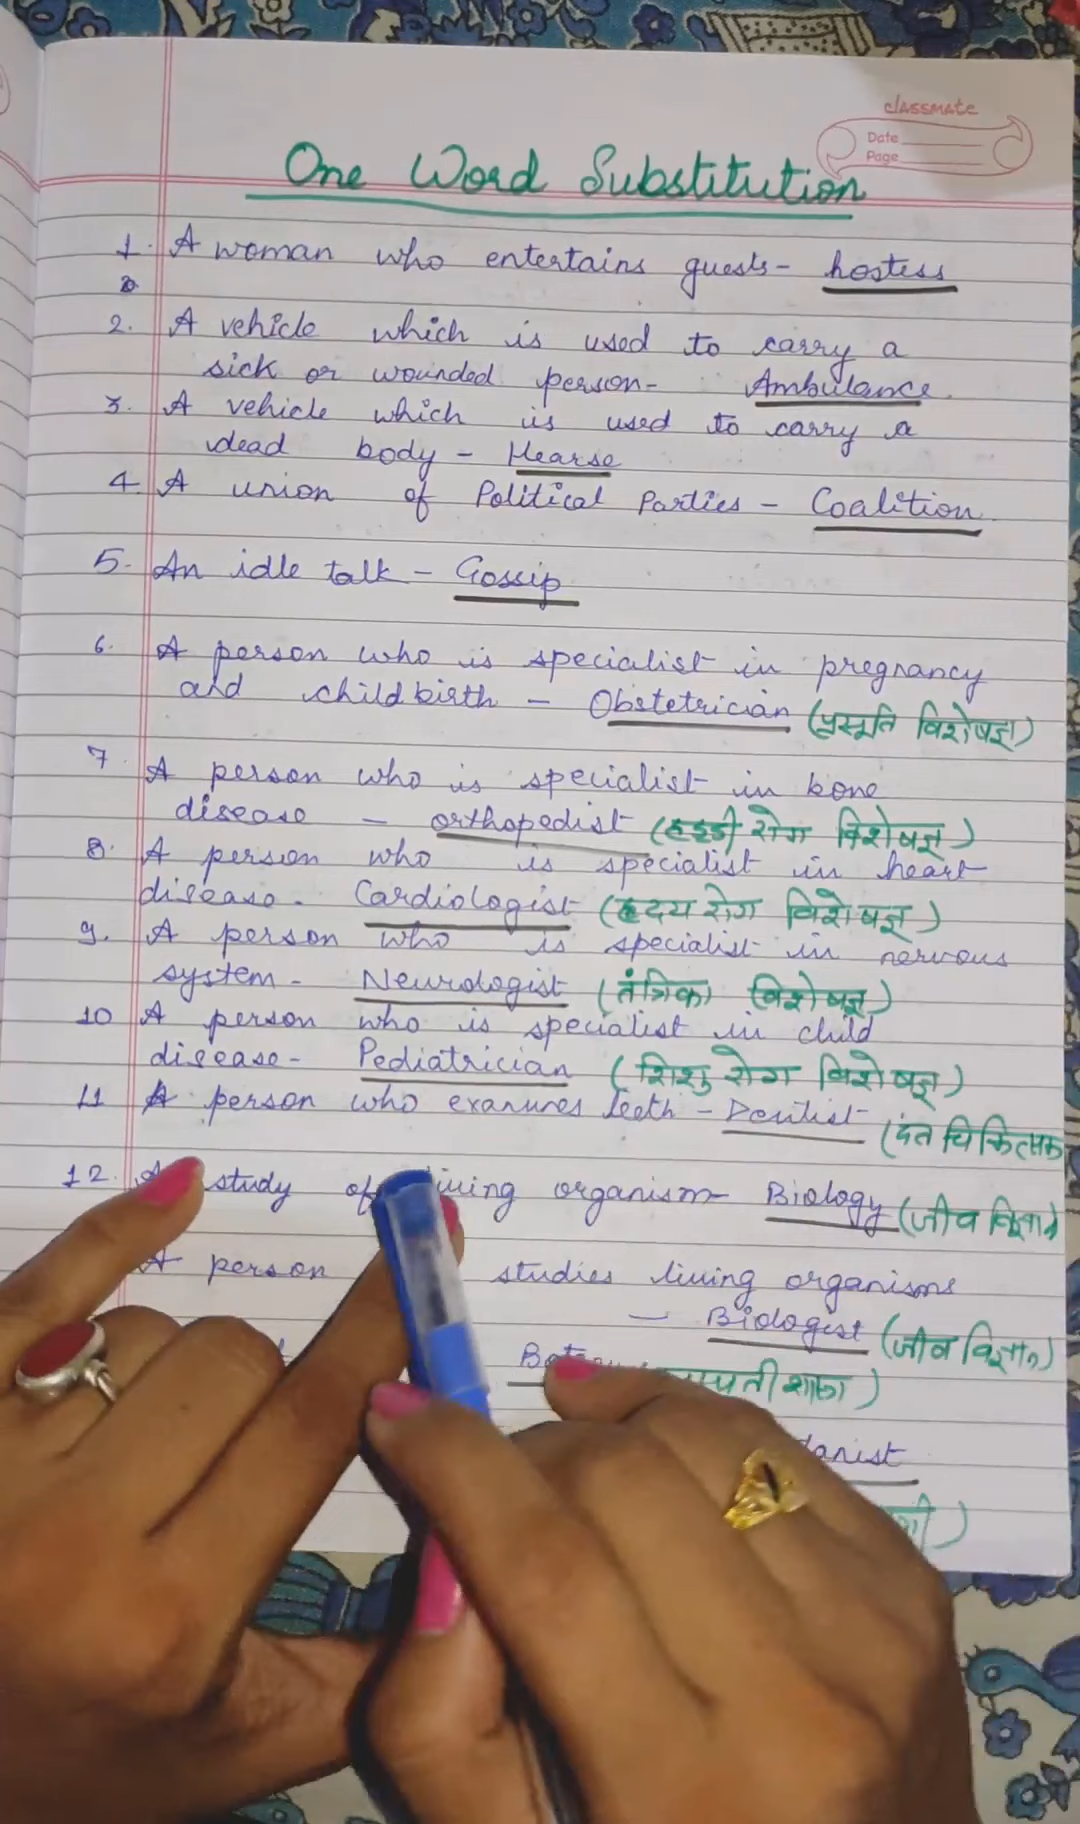 classmate
Date
Page
One Word Substitution
1. A woman who entertains guests- hostess
2. A vehicle which is used to carry a
sick or wounded person- Ambulance.
3. A vehicle which is used to carry a
dead body - Hearse
4. A union of Political Parties - Coalition
5. An idle talk - Gossip
6. A person who is specialist in pregnancy
and childbirth - Obstetrician (प्रसूति विशेषज्ञ)
7 A person who is specialist in bone
disease - orthopedist (हड्डी रोग विशेषज्ञ)
8. A person who is specialist in heart
disease- Cardiologist (हृदय रोग विशेषज्ञ)
9. A person who is specialist in nervous
system- Neurologist (तंत्रिका विशेषज्ञ)
10 A person who is specialist in child
disease- Pediatrician (शिशु रोग विशेषज्ञ)
11 A person who examines teeth - Dentist (दंत चिकित्सक
12. A study of living organism- Biology (जीव विज्ञान)
A person studies living organisms
- Biologist (जीव विज्ञानी)